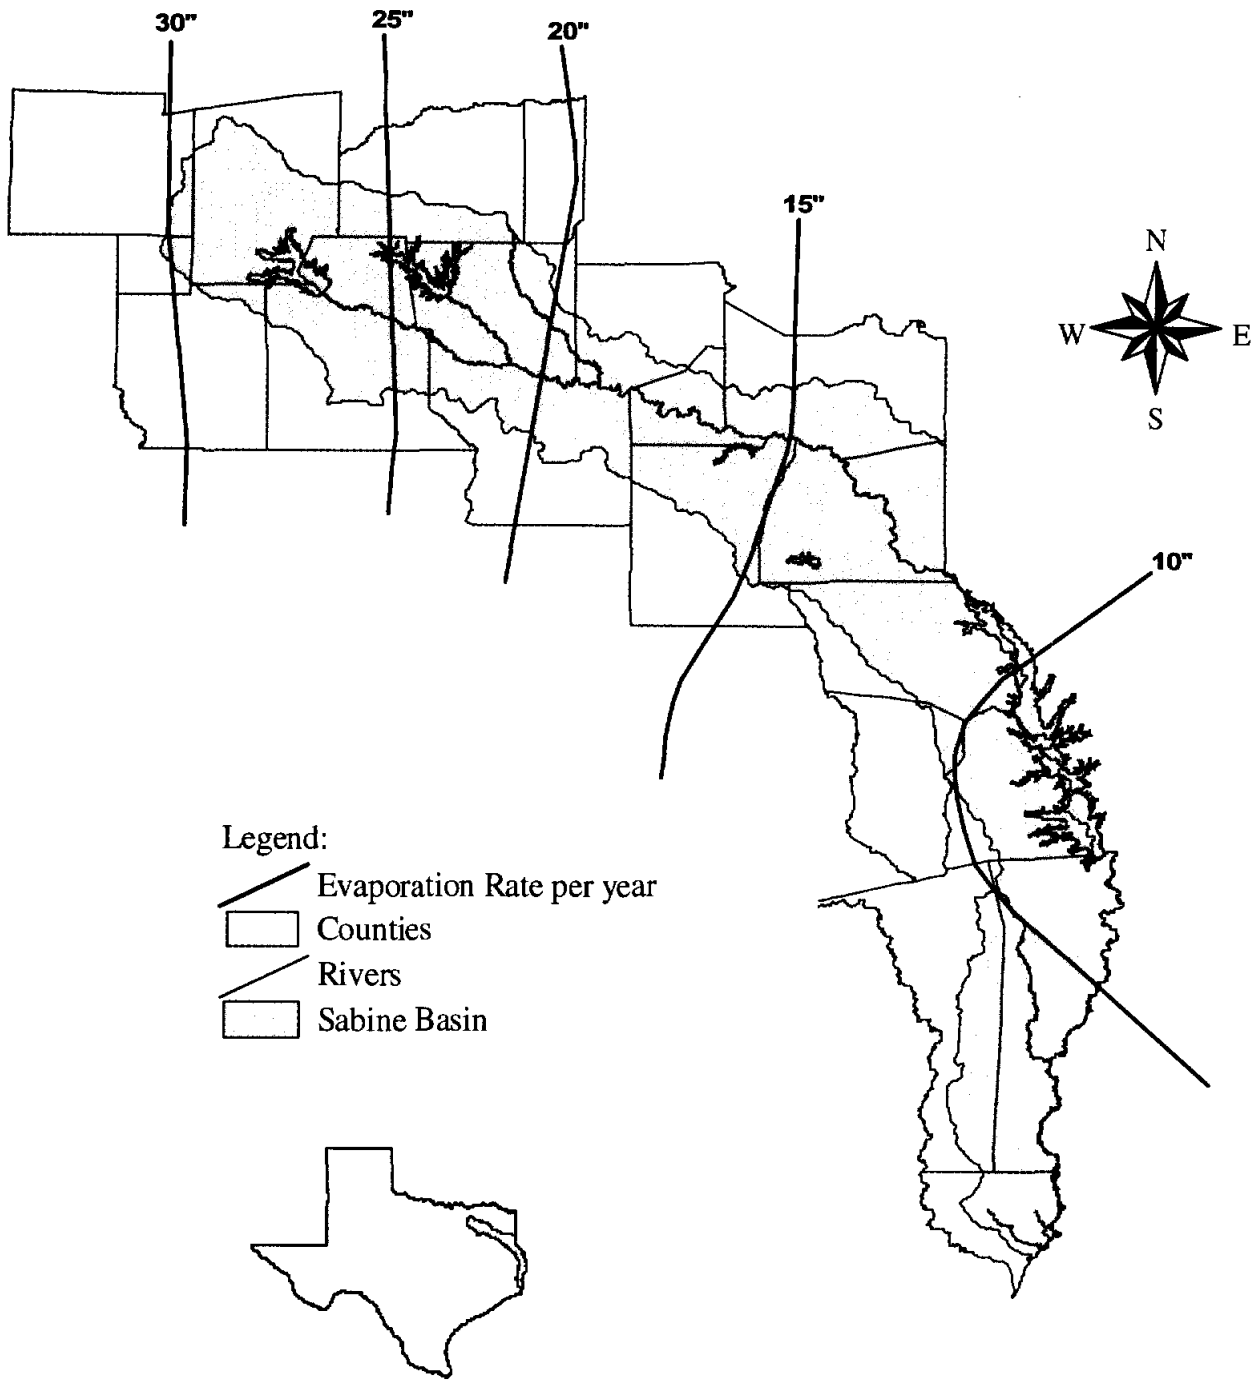 30"
25"
20"
15"
N
W
E
S
10"
Legend:
Evaporation Rate per year
Counties
Rivers
Sabine Basin